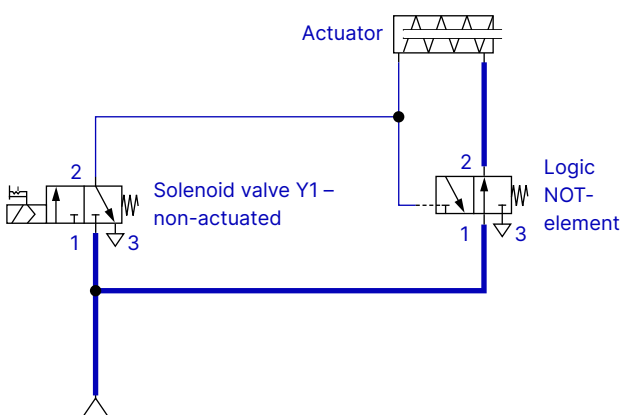 Actuator
2
Solenoid valve Y1 –
non-actuated
1
3
2
Logic
NOT-
element
1
3